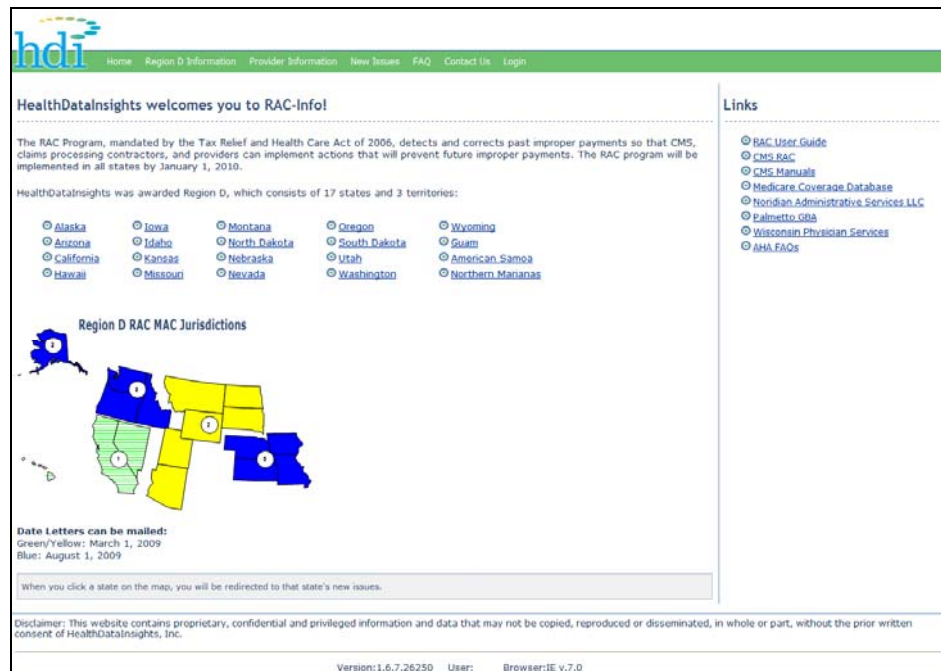 hdi
Home Region D Information Provider Information New Issues FAQ Contact Us Login
HealthDataInsights welcomes you to RAC-Info!
The RAC Program, mandated by the Tax Relief and Health Care Act of 2006, detects and corrects past improper payments so that CMS,
claims processing contractors, and providers can implement actions that will prevent future improper payments. The RAC program will be
implemented in all states by January 1, 2010.
HealthDataInsights was awarded Region D, which consists of 17 states and 3 territories:
Alaska Iowa Montana Oregon Wyoming
Arizona Idaho North Dakota South Dakota Guam
California Kansas Nebraska Utah American Samoa
Hawaii Missouri Nevada Washington Northern Marianas
Region D RAC MAC Jurisdictions
Date Letters can be mailed:
Green/Yellow: March 1, 2009
Blue: August 1, 2009
When you click a state on the map, you will be redirected to that state's new issues.
Links
RAC User Guide
CMS RAC
CMS Manuals
Medicare Coverage Database
Noridian Administrative Services LLC
Palmetto GBA
Wisconsin Physician Services
AHA FAQs
Disclaimer: This website contains proprietary, confidential and privileged information and data that may not be copied, reproduced or disseminated, in whole or part, without the prior written
consent of HealthDataInsights, Inc.
Version:1.6.7.26250 User: Browser:IE v.7.0